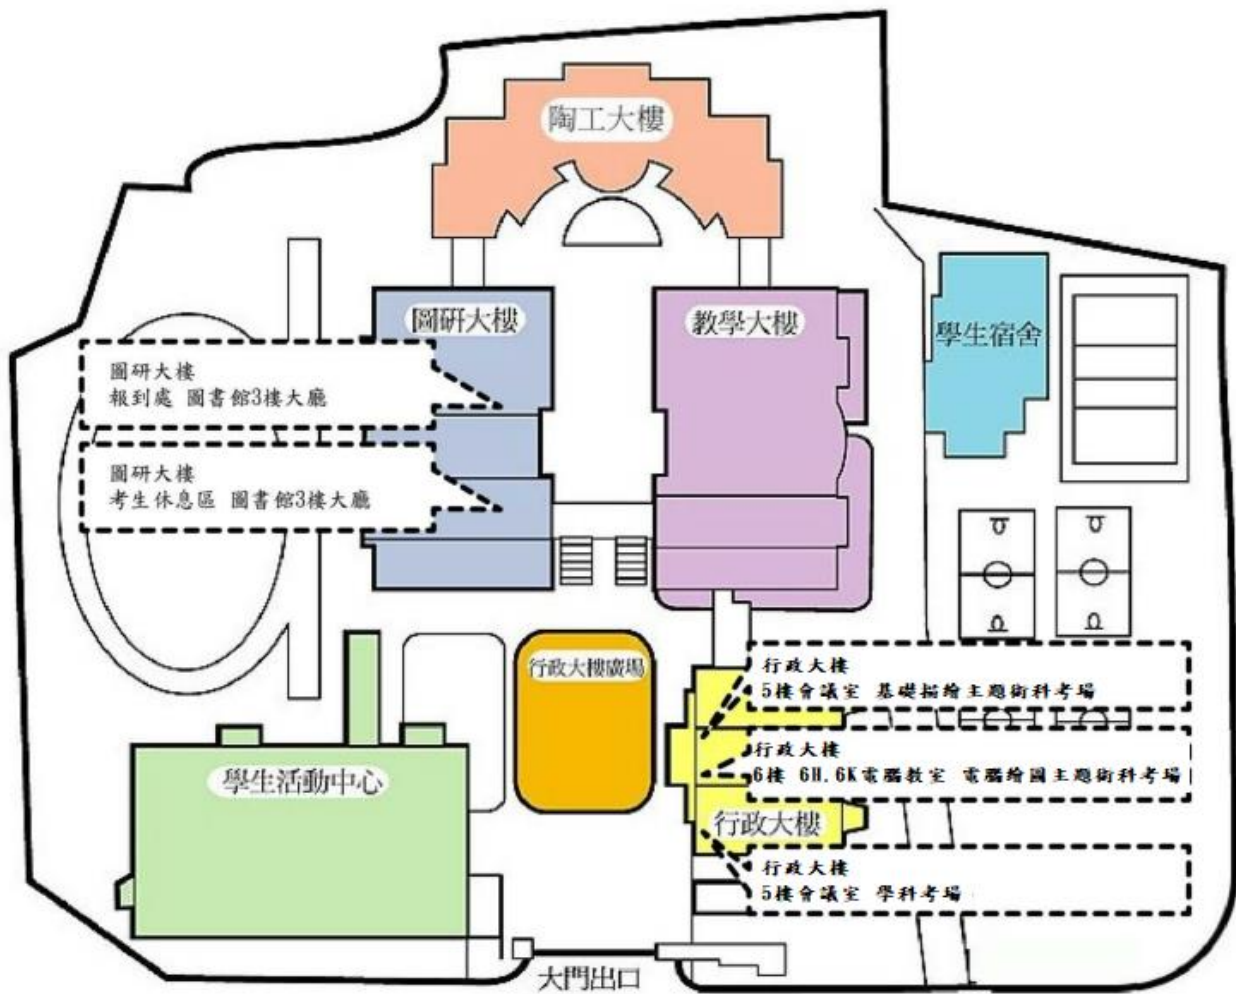 陶工大樓
圖研大樓
教學大樓
學生宿舍
圖研大樓
報到處 圖書館3樓大廳
圖研大樓
考生休息區 圖書館3樓大廳
行政大樓廣場
行政大樓
5樓會議室 基礎描繪主題術科考場
行政大樓
6樓 6H.6K電腦教室 電腦繪圖主題術科考場
學生活動中心
行政大樓
行政大樓
5樓會議室 學科考場
大門出口